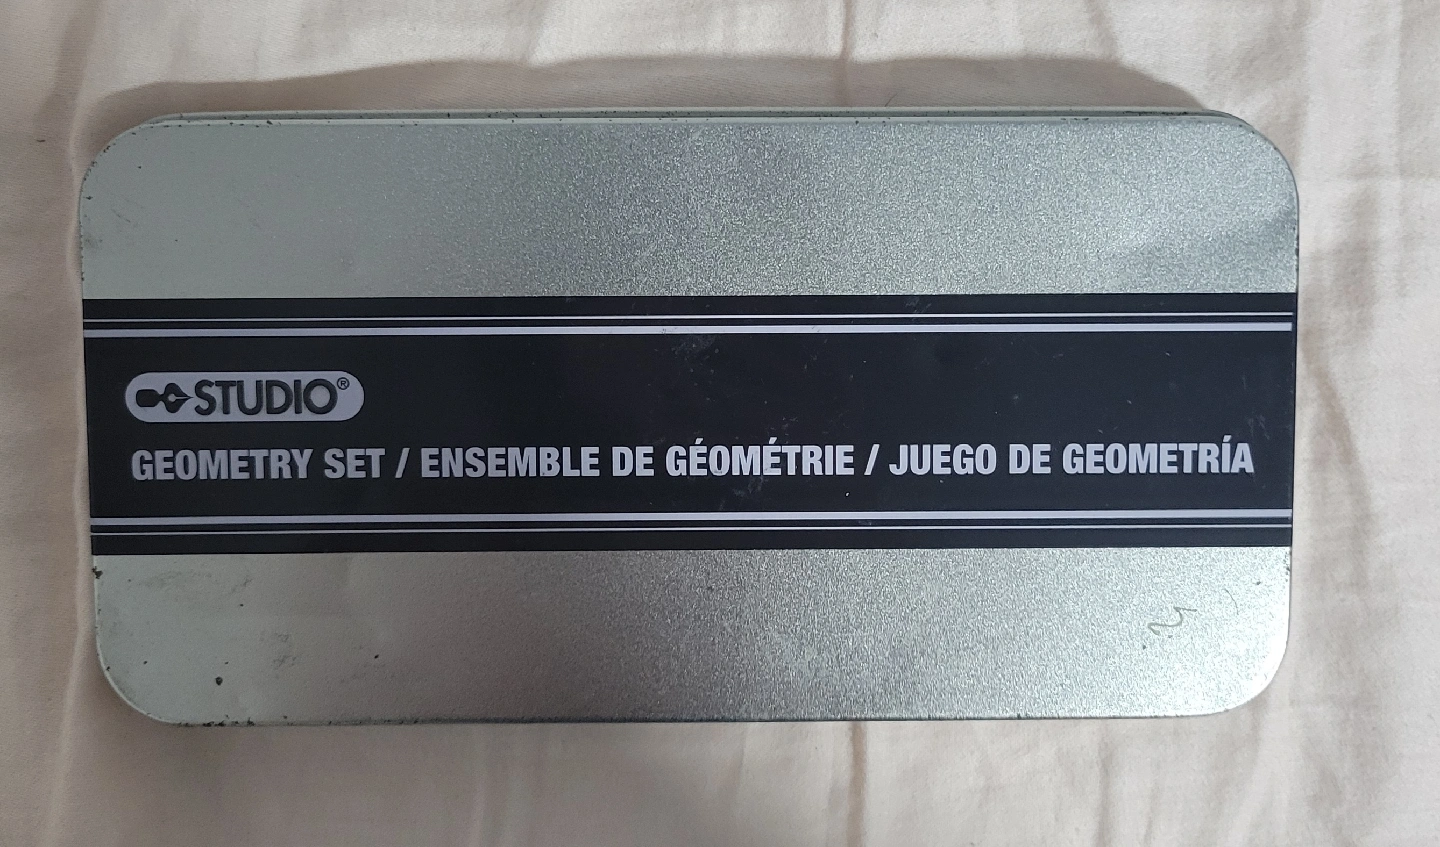 STUDIO®
GEOMETRY SET / ENSEMBLE DE GÉOMÉTRIE / JUEGO DE GEOMETRÍA